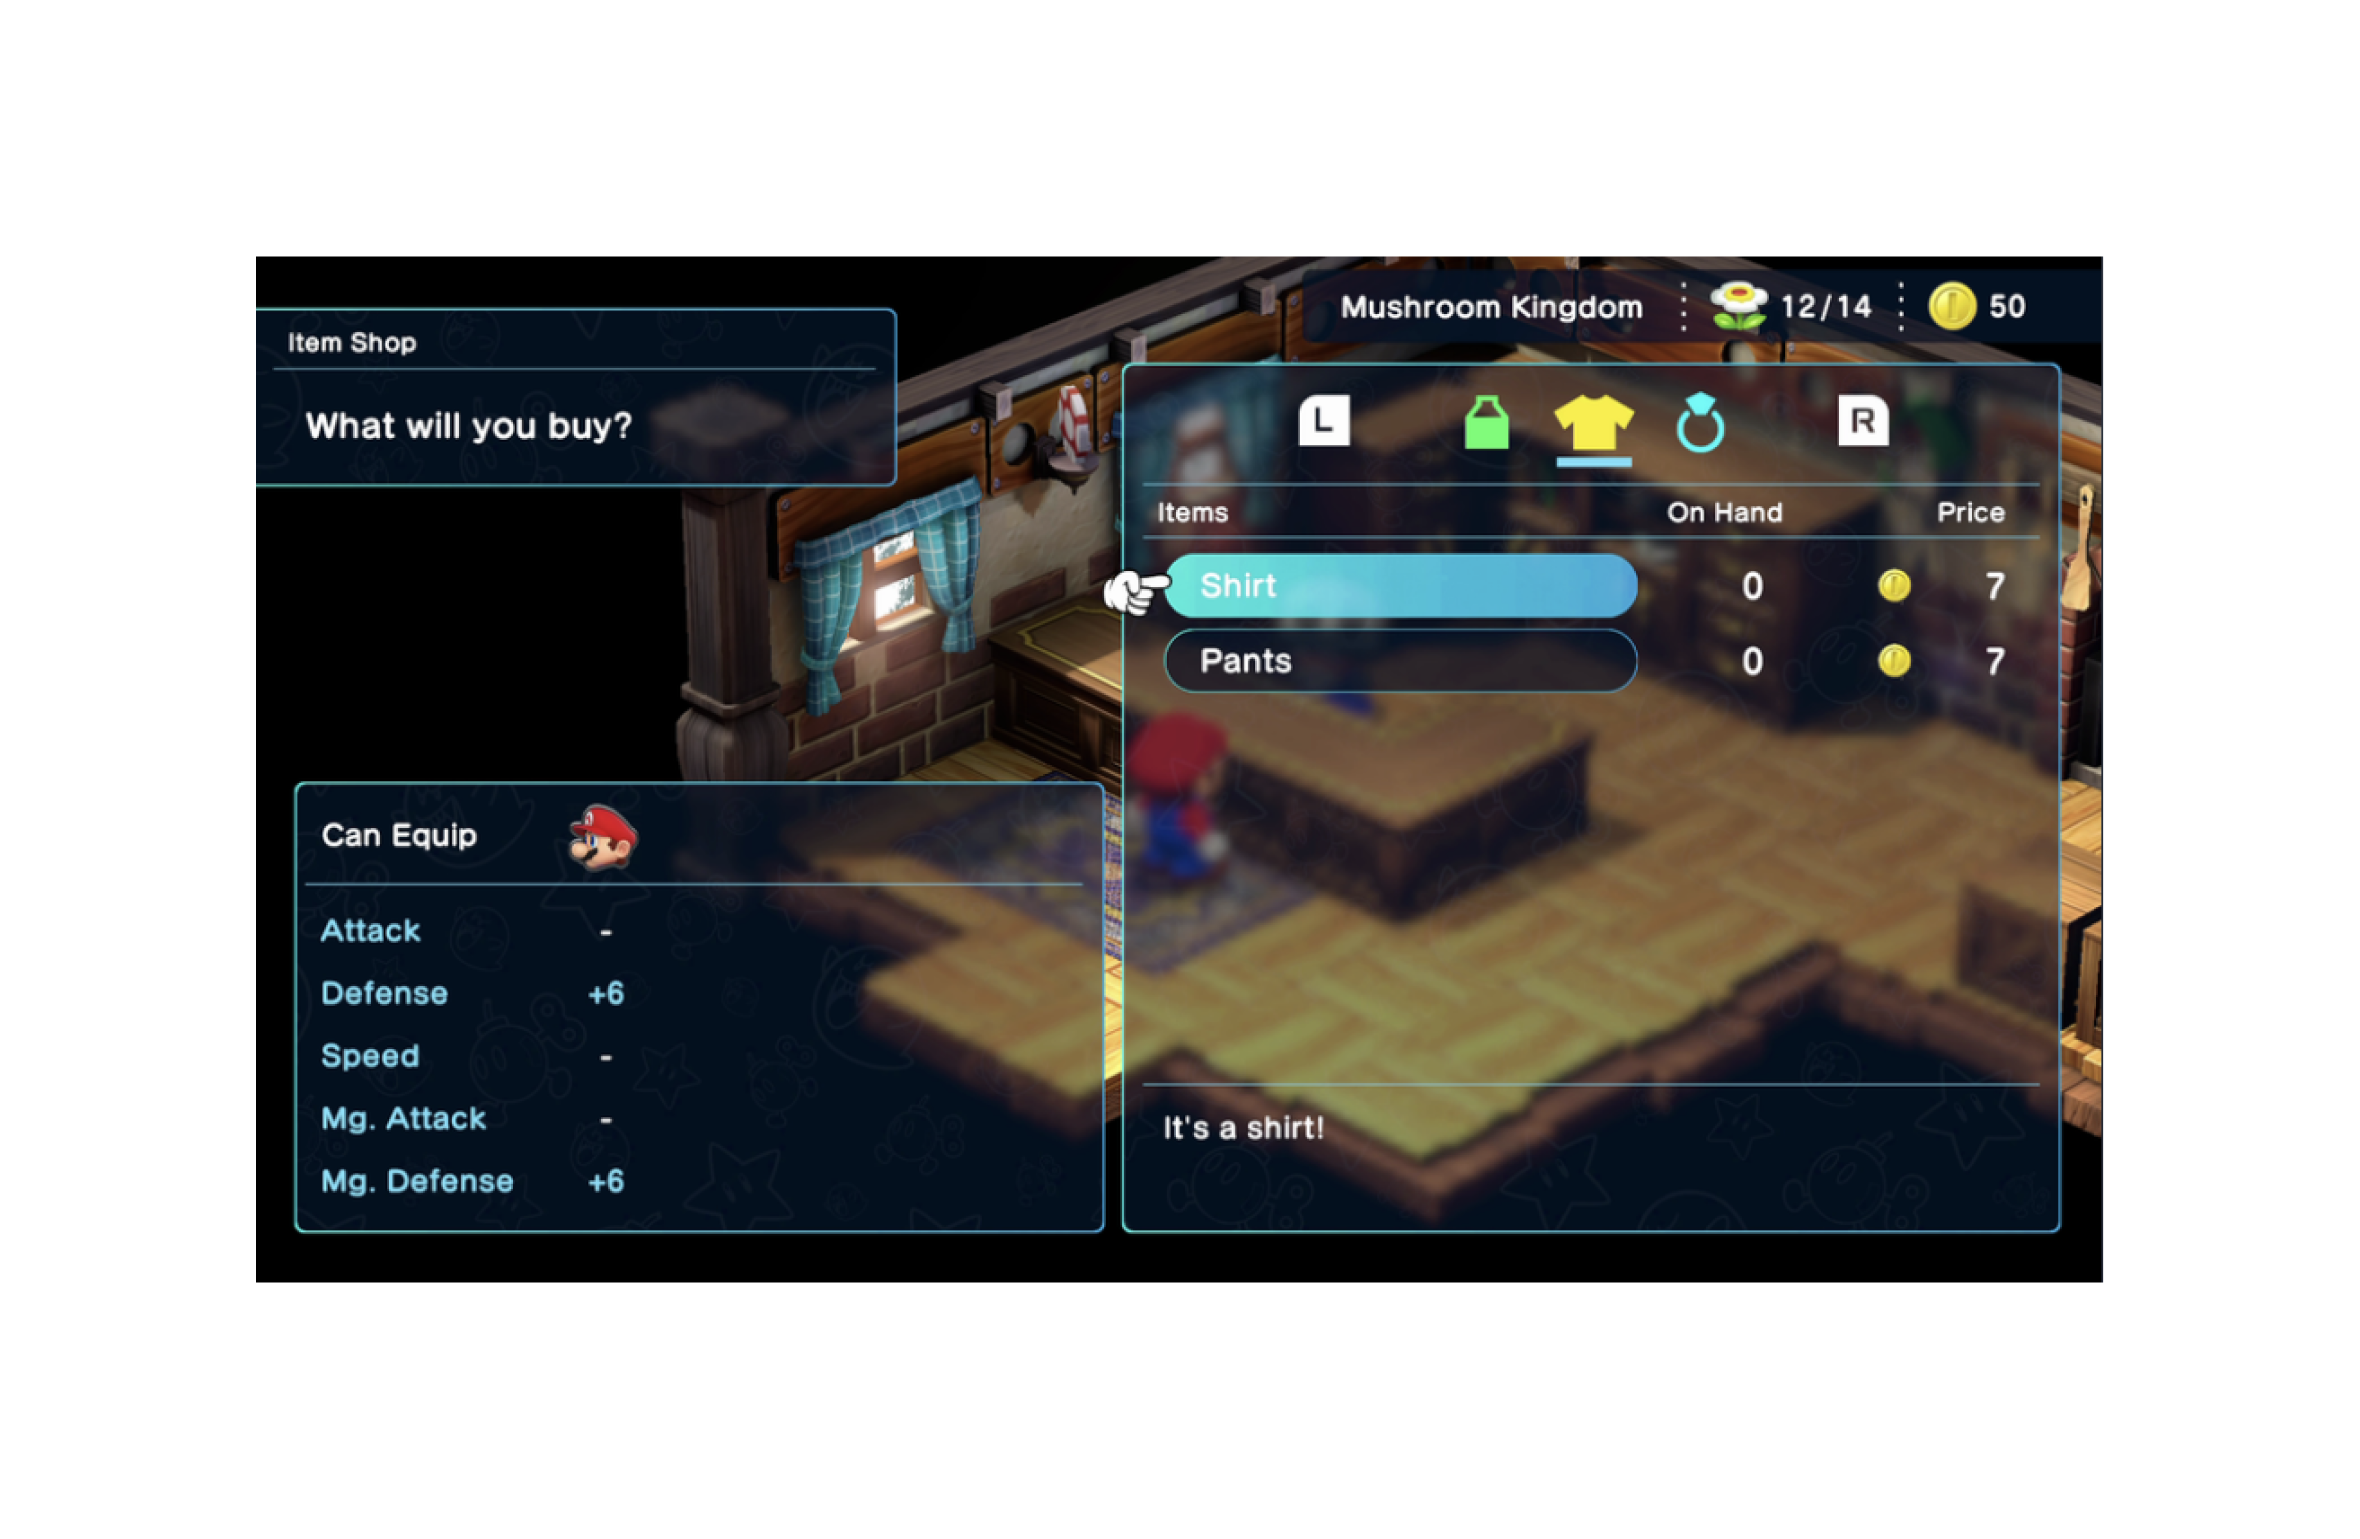 Mushroom Kingdom 12/14 50
Item Shop
What will you buy?
L R
Items On Hand Price
Shirt 0 7
Pants 0 7
Can Equip
Attack -
Defense +6
Speed -
Mg. Attack -
Mg. Defense +6
It's a shirt!